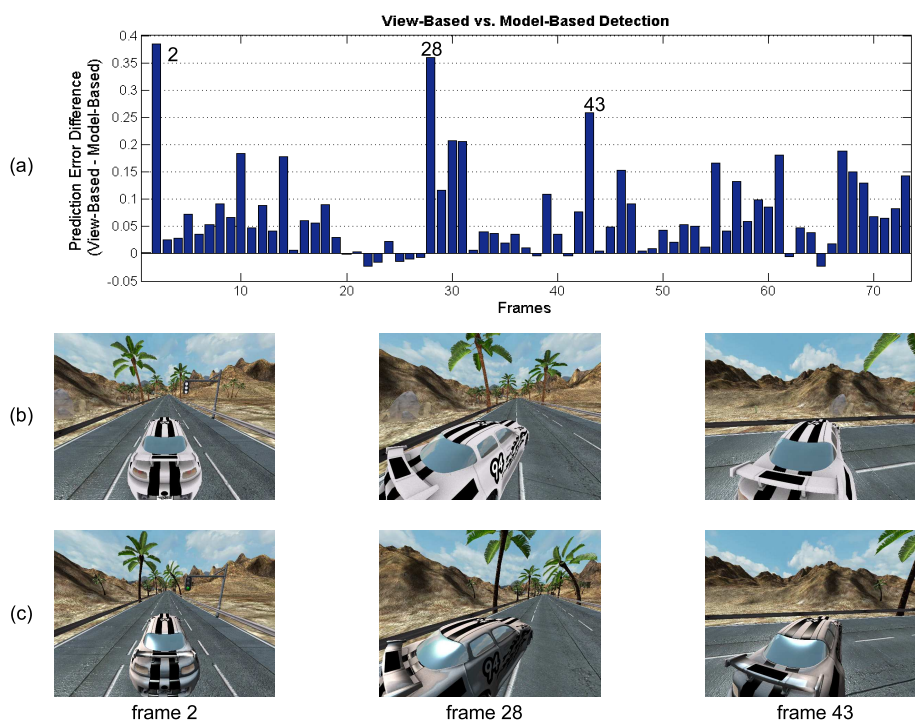 View-Based vs. Model-Based Detection
(a)
Prediction Error Difference
(View-Based - Model-Based)
0.4
0.35
0.3
0.25
0.2
0.15
0.1
0.05
0
-0.05
2
28
43
10
20
30
40
50
60
70
Frames
(b)
94
(c)
94
frame 2
frame 28
frame 43